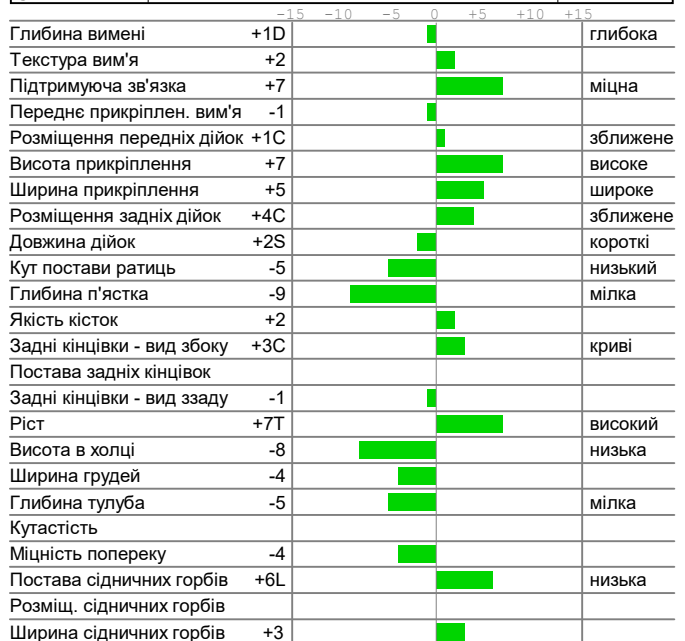 -15 -10 -5 0 +5 +10 +15
Глибина вимені +1D глибока
Текстура вим'я +2
Підтримуюча зв'язка +7 міцна
Переднє прикріплен. вим'я -1
Розміщення передніх дійок +1C зближене
Висота прикріплення +7 високе
Ширина прикріплення +5 широке
Розміщення задніх дійок +4C зближене
Довжина дійок +2S короткі
Кут постави ратиць -5 низький
Глибина п'ястка -9 мілка
Якість кісток +2
Задні кінцівки - вид збоку +3C криві
Постава задніх кінцівок
Задні кінцівки - вид ззаду -1
Ріст +7T високий
Висота в холці -8 низька
Ширина грудей -4
Глибина тулуба -5 мілка
Кутастість
Міцність попереку -4
Постава сідничних горбів +6L низька
Розміщ. сідничних горбів
Ширина сідничних горбів +3